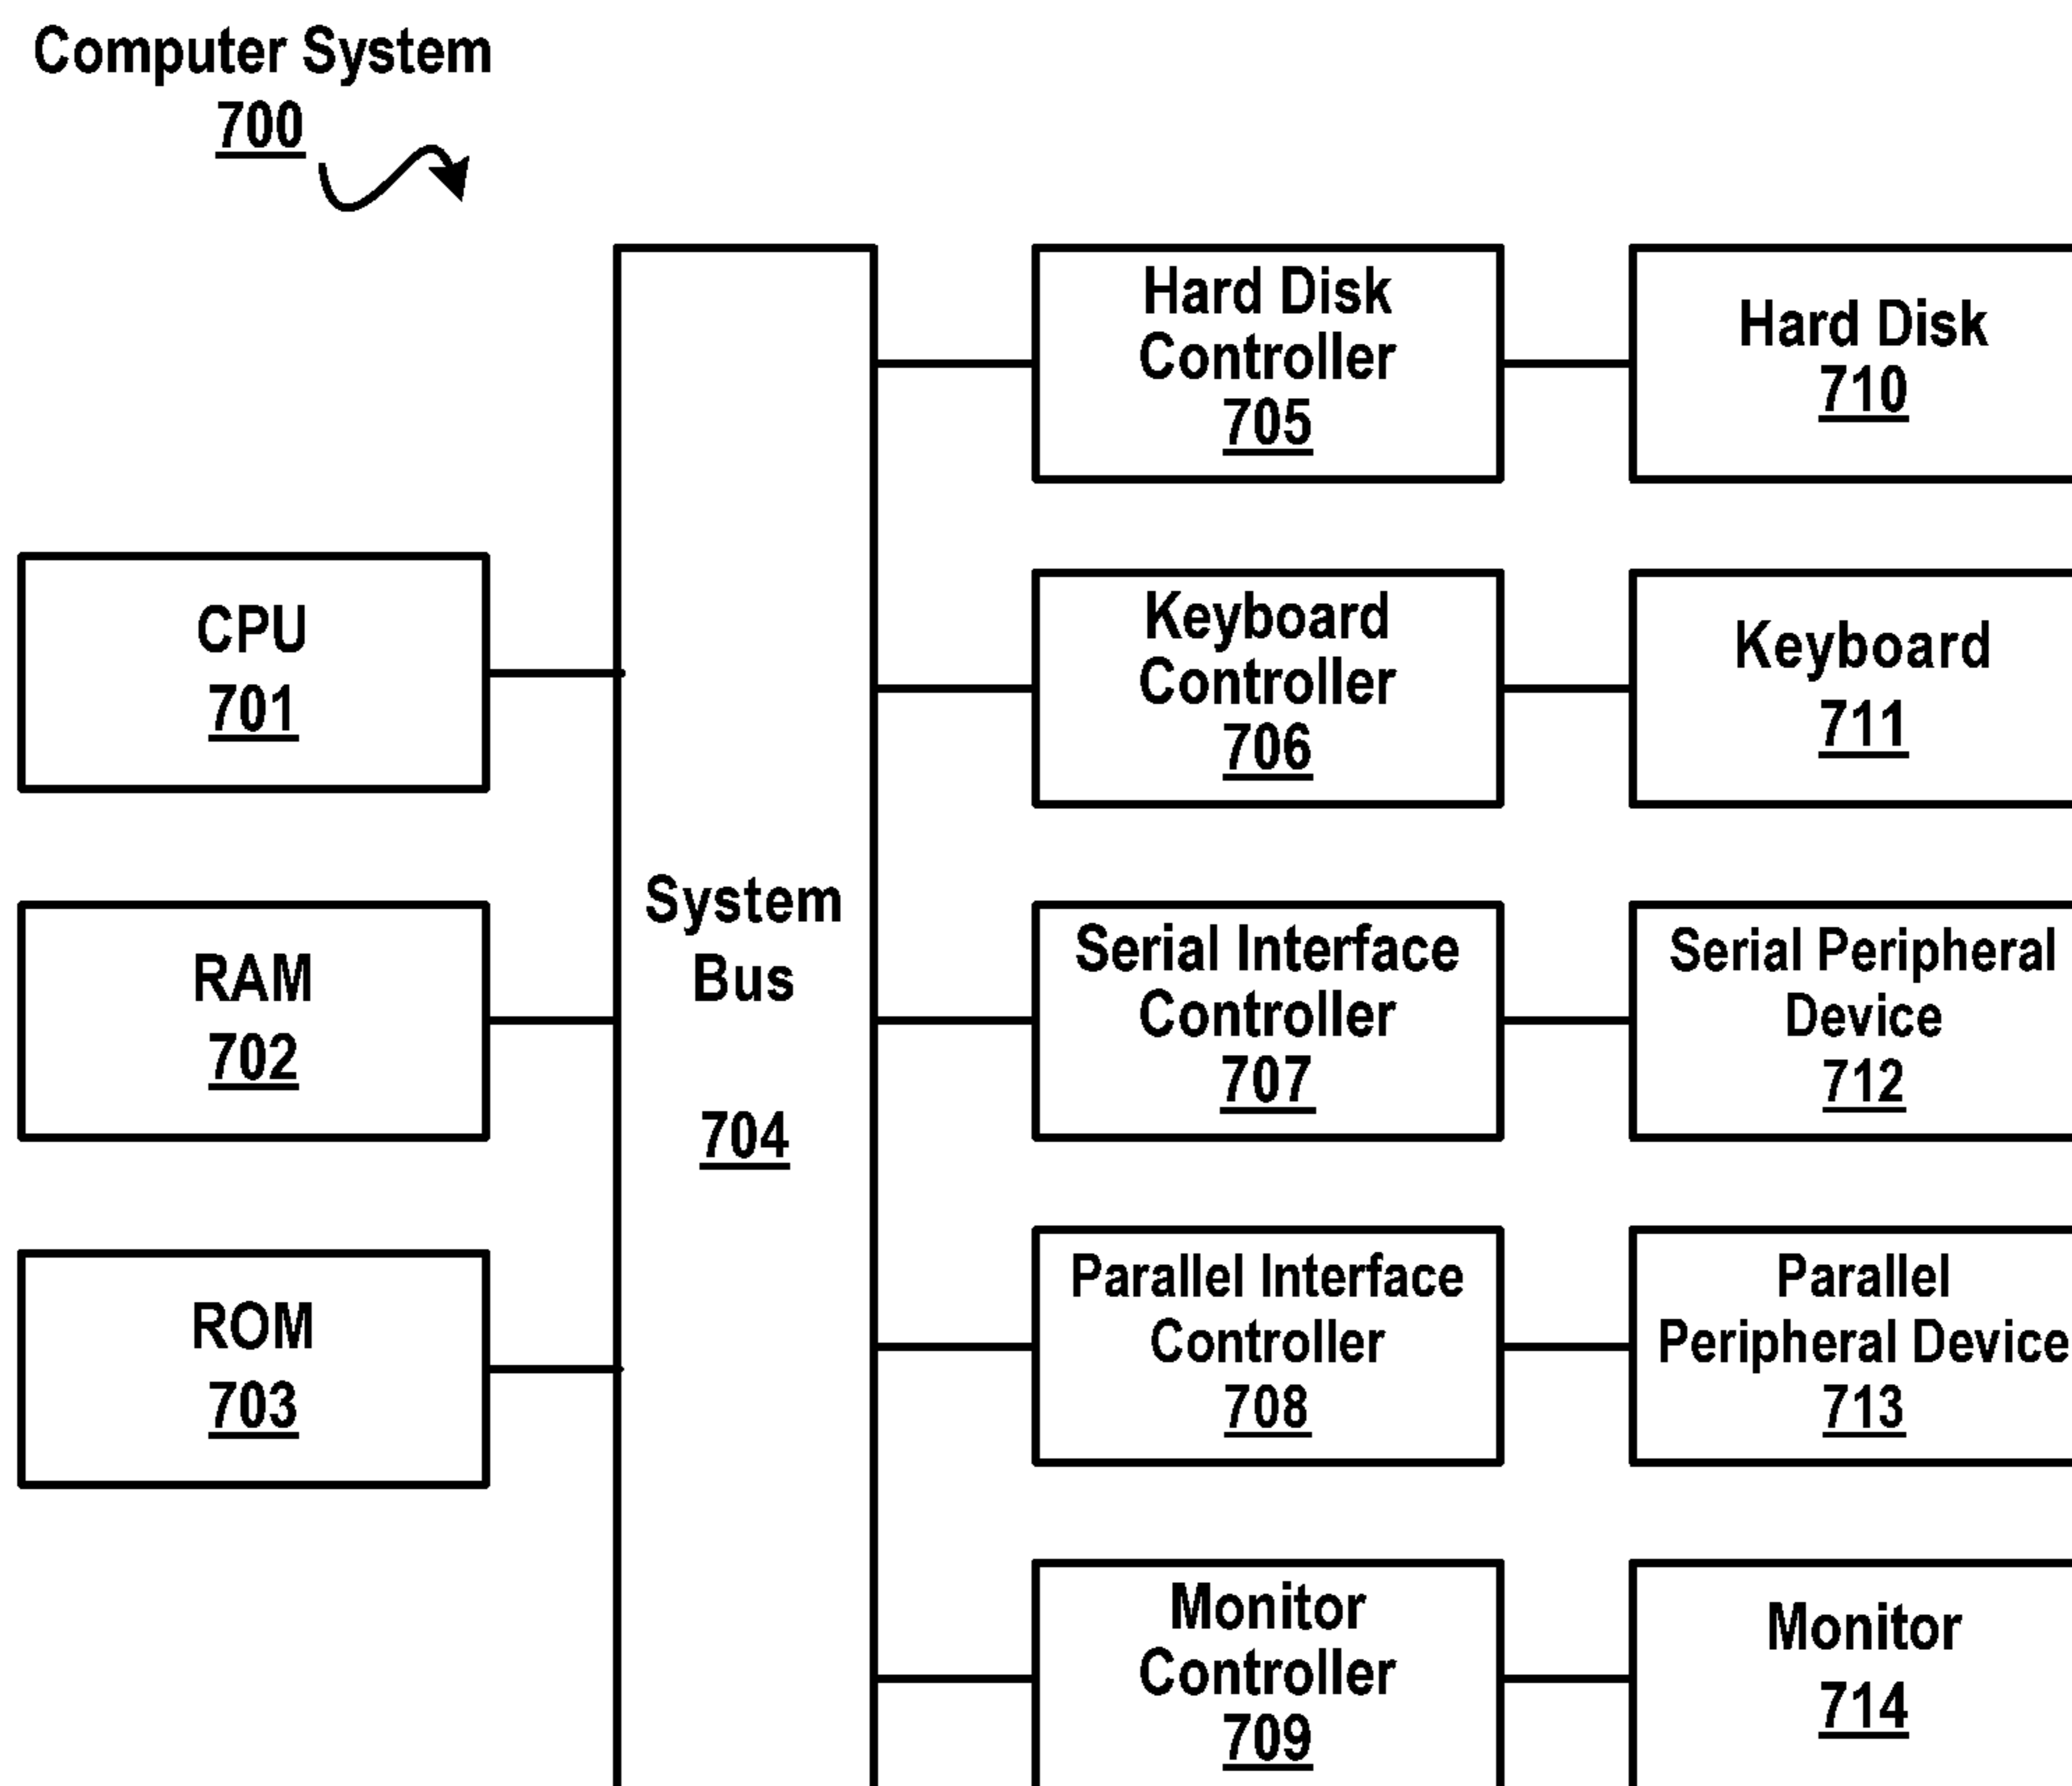 Computer System
700
CPU
701
RAM
702
ROM
703
System
Bus
704
Hard Disk
Controller
705
Hard Disk
710
Keyboard
Controller
706
Keyboard
711
Serial Interface
Controller
707
Serial Peripheral
Device
712
Parallel Interface
Controller
708
Parallel
Peripheral Device
713
Monitor
Controller
709
Monitor
714